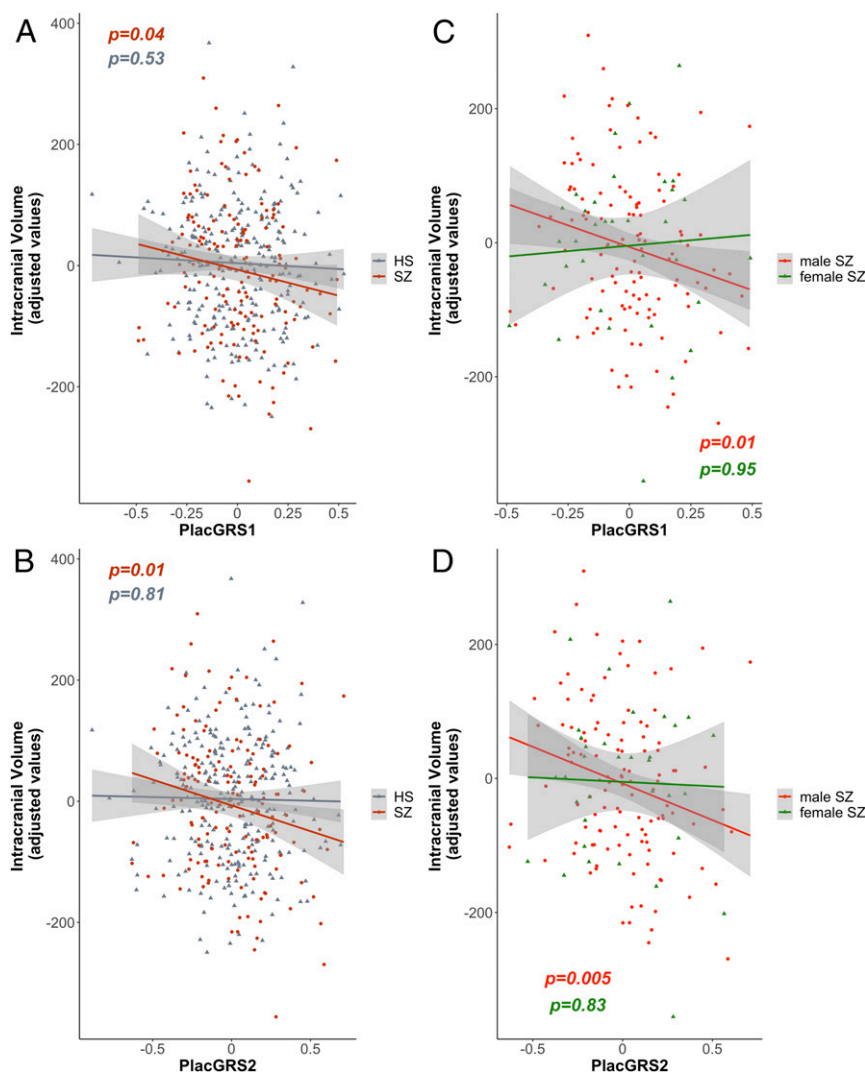 A
p=0.04
p=0.53
400
200
0
-200
Intracranial Volume
(adjusted values)
HS
SZ
-0.5
-0.25
0
0.25
0.5
PlacGRS1
C
200
0
-200
Intracranial Volume
(adjusted values)
male SZ
female SZ
p=0.01
p=0.95
-0.5
-0.25
0
0.25
0.5
PlacGRS1
B
p=0.01
p=0.81
400
200
0
-200
Intracranial Volume
(adjusted values)
HS
SZ
-0.5
0
0.5
PlacGRS2
D
200
0
-200
Intracranial Volume
(adjusted values)
male SZ
female SZ
p=0.005
p=0.83
-0.5
0
0.5
PlacGRS2